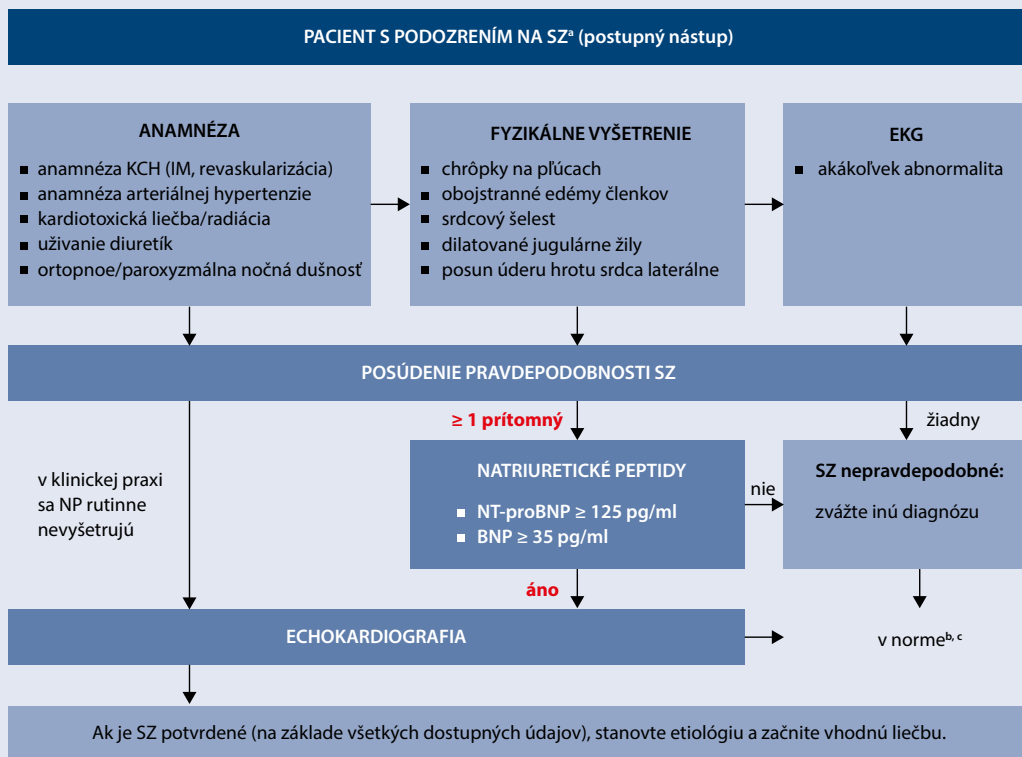 PACIENT S PODOZRENÍM NA SZᵃ (postupný nástup)
ANAMNÉZA
▪ anamnéza KCH (IM, revaskularizácia)
▪ anamnéza arteriálnej hypertenzie
▪ kardiotoxická liečba/radiácia
▪ uživanie diuretík
▪ ortopnoe/paroxyzmálna nočná dušnosť
FYZIKÁLNE VYŠETRENIE
▪ chrôpky na pľúcach
▪ obojstranné edémy členkov
▪ srdcový šelest
▪ dilatované jugulárne žily
▪ posun úderu hrotu srdca laterálne
EKG
▪ akákoľvek abnormalita
POSÚDENIE PRAVDEPODOBNOSTI SZ
≥ 1 prítomný
žiadny
v klinickej praxi
sa NP rutinne
nevyšetrujú
NATRIURETICKÉ PEPTIDY
▪ NT-proBNP ≥ 125 pg/ml
▪ BNP ≥ 35 pg/ml
nie
SZ nepravdepodobné:
zvážte inú diagnózu
áno
ECHOKARDIOGRAFIA
v normeᵇ, ᶜ
Ak je SZ potvrdené (na základe všetkých dostupných údajov), stanovte etiológiu a začnite vhodnú liečbu.